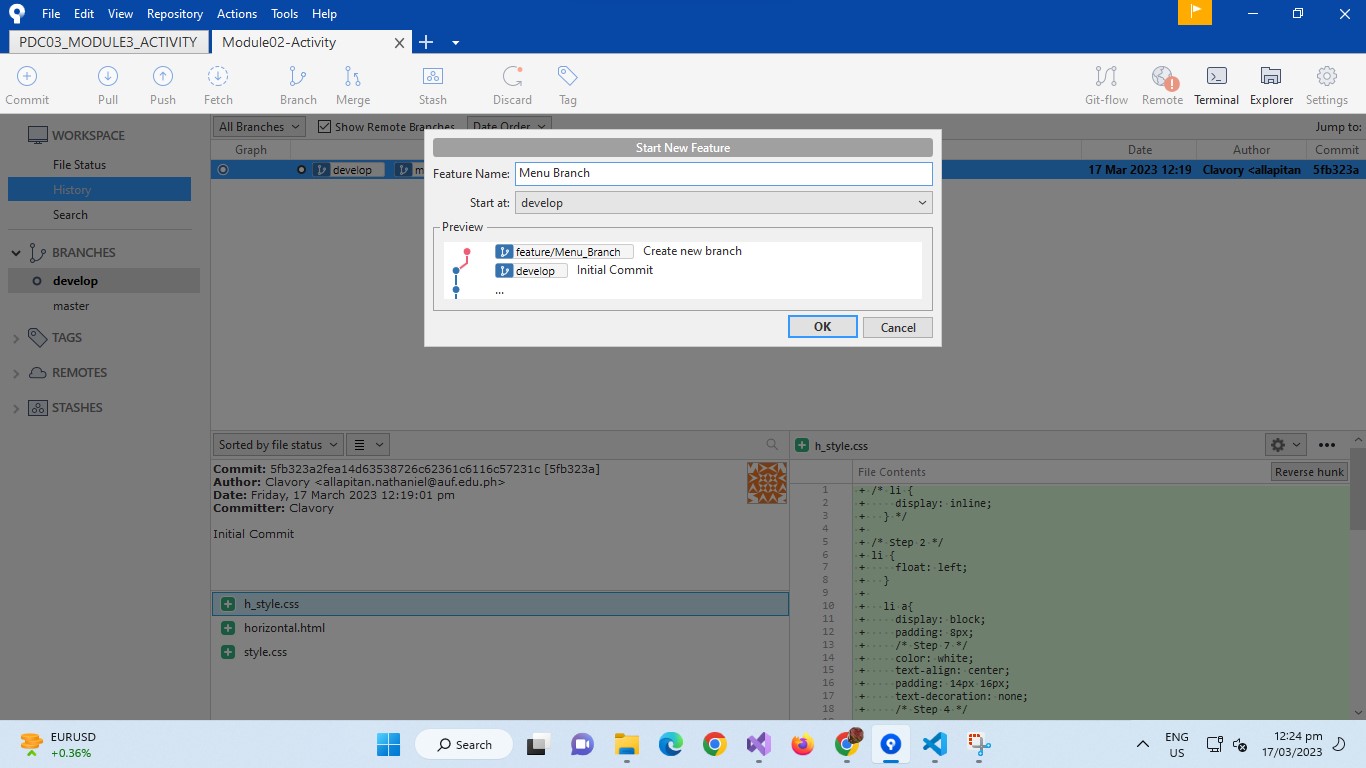 File Edit View Repository Actions Tools Help
PDC03_MODULE3_ACTIVITY Module02-Activity
Commit Pull Push Fetch Branch Merge Stash Discard Tag Git-flow Remote Terminal Explorer Settings
WORKSPACE
File Status
History
Search
BRANCHES
develop
master
TAGS
REMOTES
STASHES
All Branches Show Remote Branches Date Order Jump to:
Graph Date Author Commit
develop m 17 Mar 2023 12:19 Clavory <allapitan 5fb323a
Start New Feature
Feature Name: Menu Branch
Start at: develop
Preview
feature/Menu_Branch Create new branch
develop Initial Commit
...
OK Cancel
Sorted by file status
Commit: 5fb323a2fea14d63538726c62361c6116c57231c [5fb323a]
Author: Clavory <allapitan.nathaniel@auf.edu.ph>
Date: Friday, 17 March 2023 12:19:01 pm
Committer: Clavory
Initial Commit
h_style.css
horizontal.html
style.css
h_style.css
File Contents Reverse hunk
1 + /* li {
2 + display: inline;
3 + } */
4 +
5 + /* Step 2 */
6 + li {
7 + float: left;
8 + }
9 +
10 + li a{
11 + display: block;
12 + padding: 8px;
13 + /* Step 7 */
14 + color: white;
15 + text-align: center;
16 + padding: 14px 16px;
17 + text-decoration: none;
18 + /* Step 4 */
EURUSD
+0.36%
Search
ENG
US
12:24 pm
17/03/2023